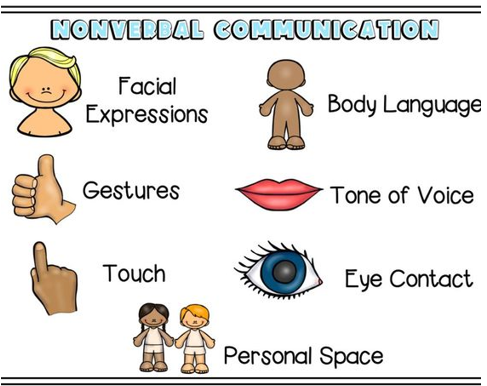 NONVERBAL COMMUNICATION
Facial
Expressions
Body Language
Gestures
Tone of Voice
Touch
Eye Contact
Personal Space